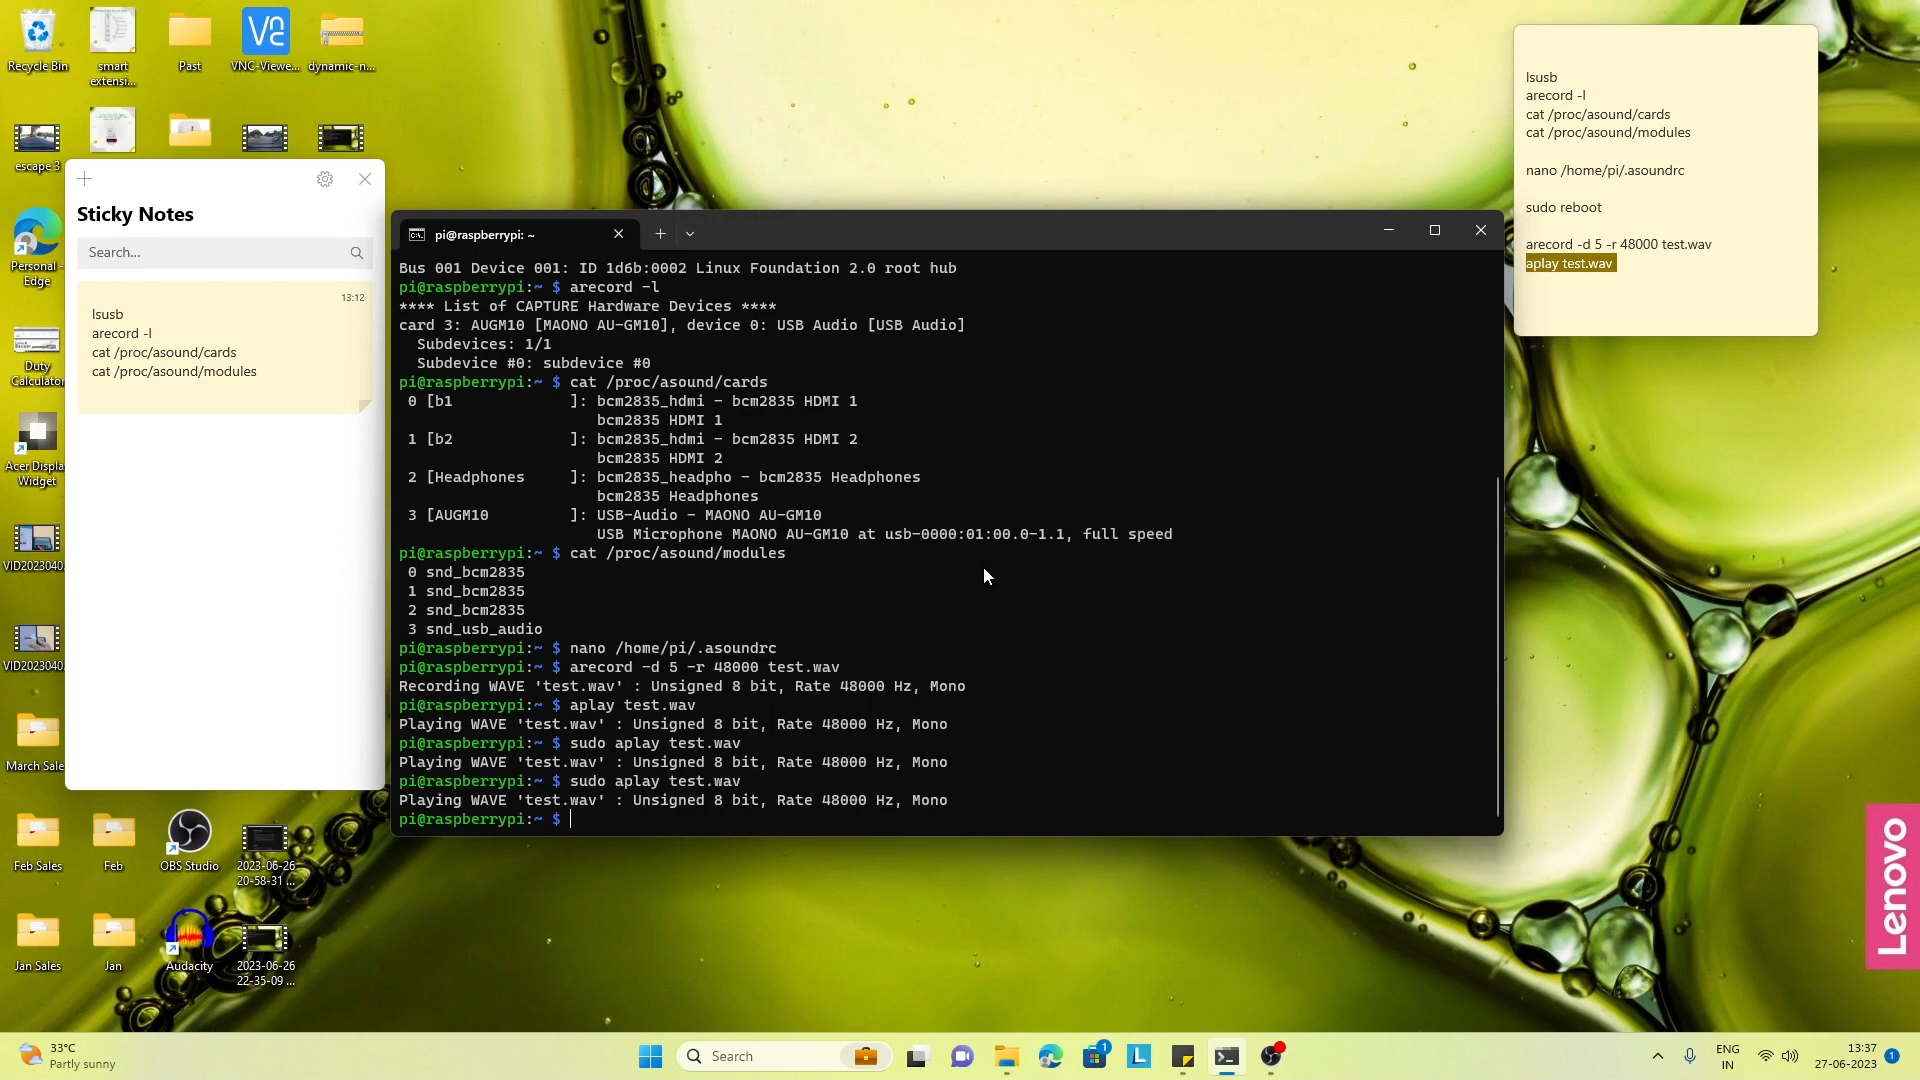 Recycle Bin
smart
extensi...
Past
VNC-Viewe...
dynamic-n...
escape 3
Personal -
Edge
Duty
Calculator
Acer Displa
Widget
VID2023040.
VID2023040.
March Sale
Feb Sales
Feb
OBS Studio
2023-06-26
20-58-31 ...
Jan Sales
Jan
Audacity
2023-06-26
22-35-09 ...
Sticky Notes
Search...
13:12
lsusb
arecord -l
cat /proc/asound/cards
cat /proc/asound/modules
pi@raspberrypi: ~
Bus 001 Device 001: ID 1d6b:0002 Linux Foundation 2.0 root hub
pi@raspberrypi:~ $ arecord -l
**** List of CAPTURE Hardware Devices ****
card 3: AUGM10 [MAONO AU-GM10], device 0: USB Audio [USB Audio]
Subdevices: 1/1
Subdevice #0: subdevice #0
pi@raspberrypi:~ $ cat /proc/asound/cards
0 [b1             ]: bcm2835_hdmi - bcm2835 HDMI 1
bcm2835 HDMI 1
1 [b2             ]: bcm2835_hdmi - bcm2835 HDMI 2
bcm2835 HDMI 2
2 [Headphones     ]: bcm2835_headpho - bcm2835 Headphones
bcm2835 Headphones
3 [AUGM10         ]: USB-Audio - MAONO AU-GM10
USB Microphone MAONO AU-GM10 at usb-0000:01:00.0-1.1, full speed
pi@raspberrypi:~ $ cat /proc/asound/modules
0 snd_bcm2835
1 snd_bcm2835
2 snd_bcm2835
3 snd_usb_audio
pi@raspberrypi:~ $ nano /home/pi/.asoundrc
pi@raspberrypi:~ $ arecord -d 5 -r 48000 test.wav
Recording WAVE 'test.wav' : Unsigned 8 bit, Rate 48000 Hz, Mono
pi@raspberrypi:~ $ aplay test.wav
Playing WAVE 'test.wav' : Unsigned 8 bit, Rate 48000 Hz, Mono
pi@raspberrypi:~ $ sudo aplay test.wav
Playing WAVE 'test.wav' : Unsigned 8 bit, Rate 48000 Hz, Mono
pi@raspberrypi:~ $ sudo aplay test.wav
Playing WAVE 'test.wav' : Unsigned 8 bit, Rate 48000 Hz, Mono
pi@raspberrypi:~ $
lsusb
arecord -l
cat /proc/asound/cards
cat /proc/asound/modules
nano /home/pi/.asoundrc
sudo reboot
arecord -d 5 -r 48000 test.wav
aplay test.wav
Lenovo
33°C
Partly sunny
Search
1
L
ENG
IN
13:37
27-06-2023
1